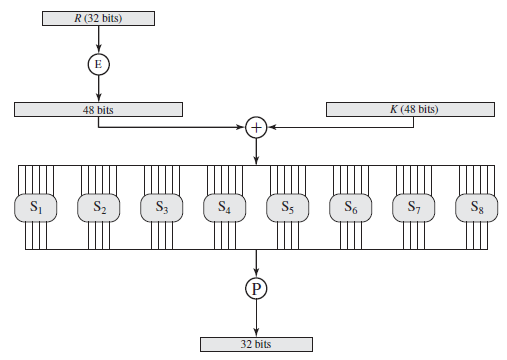 R (32 bits)
E
48 bits
K (48 bits)
+
S1 S2 S3 S4 S5 S6 S7 S8
P
32 bits